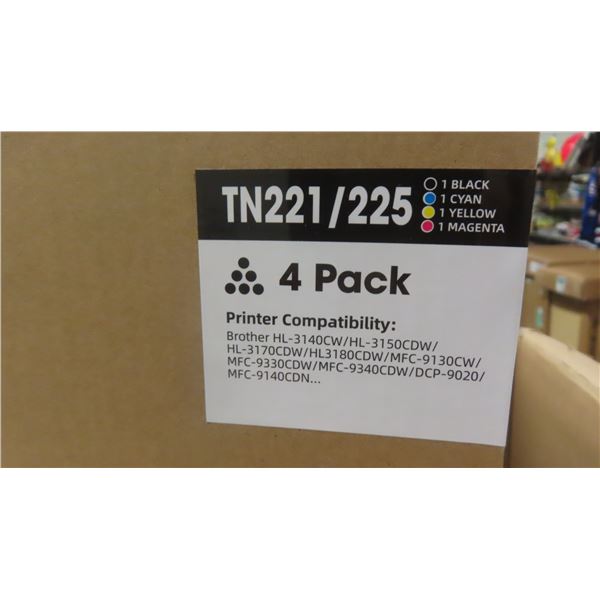 TN221/225
1 BLACK
1 CYAN
1 YELLOW
1 MAGENTA
4 Pack
Printer Compatibility:
Brother HL-3140CW/HL-3150CDW/
HL-3170CDW/HL3180CDW/MFC-9130CW/
MFC-9330CDW/MFC-9340CDW/DCP-9020/
MFC-9140CDN...